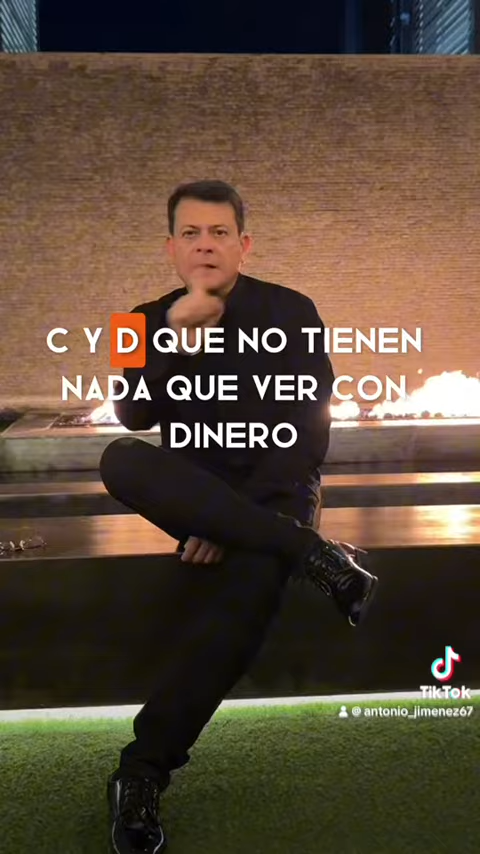 C Y D QUE NO TIENEN
NADA QUE VER CON
DINERO
TikTok
@ antonio_jimenez67